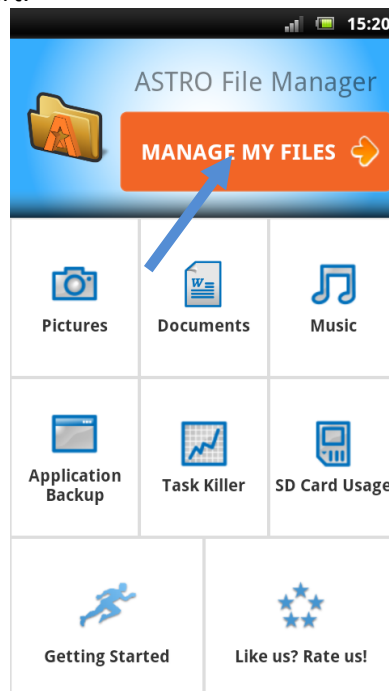 15:20
ASTRO File Manager
MANAGE MY FILES
Pictures
Documents
Music
Application
Backup
Task Killer
SD Card Usage
Getting Started
Like us? Rate us!